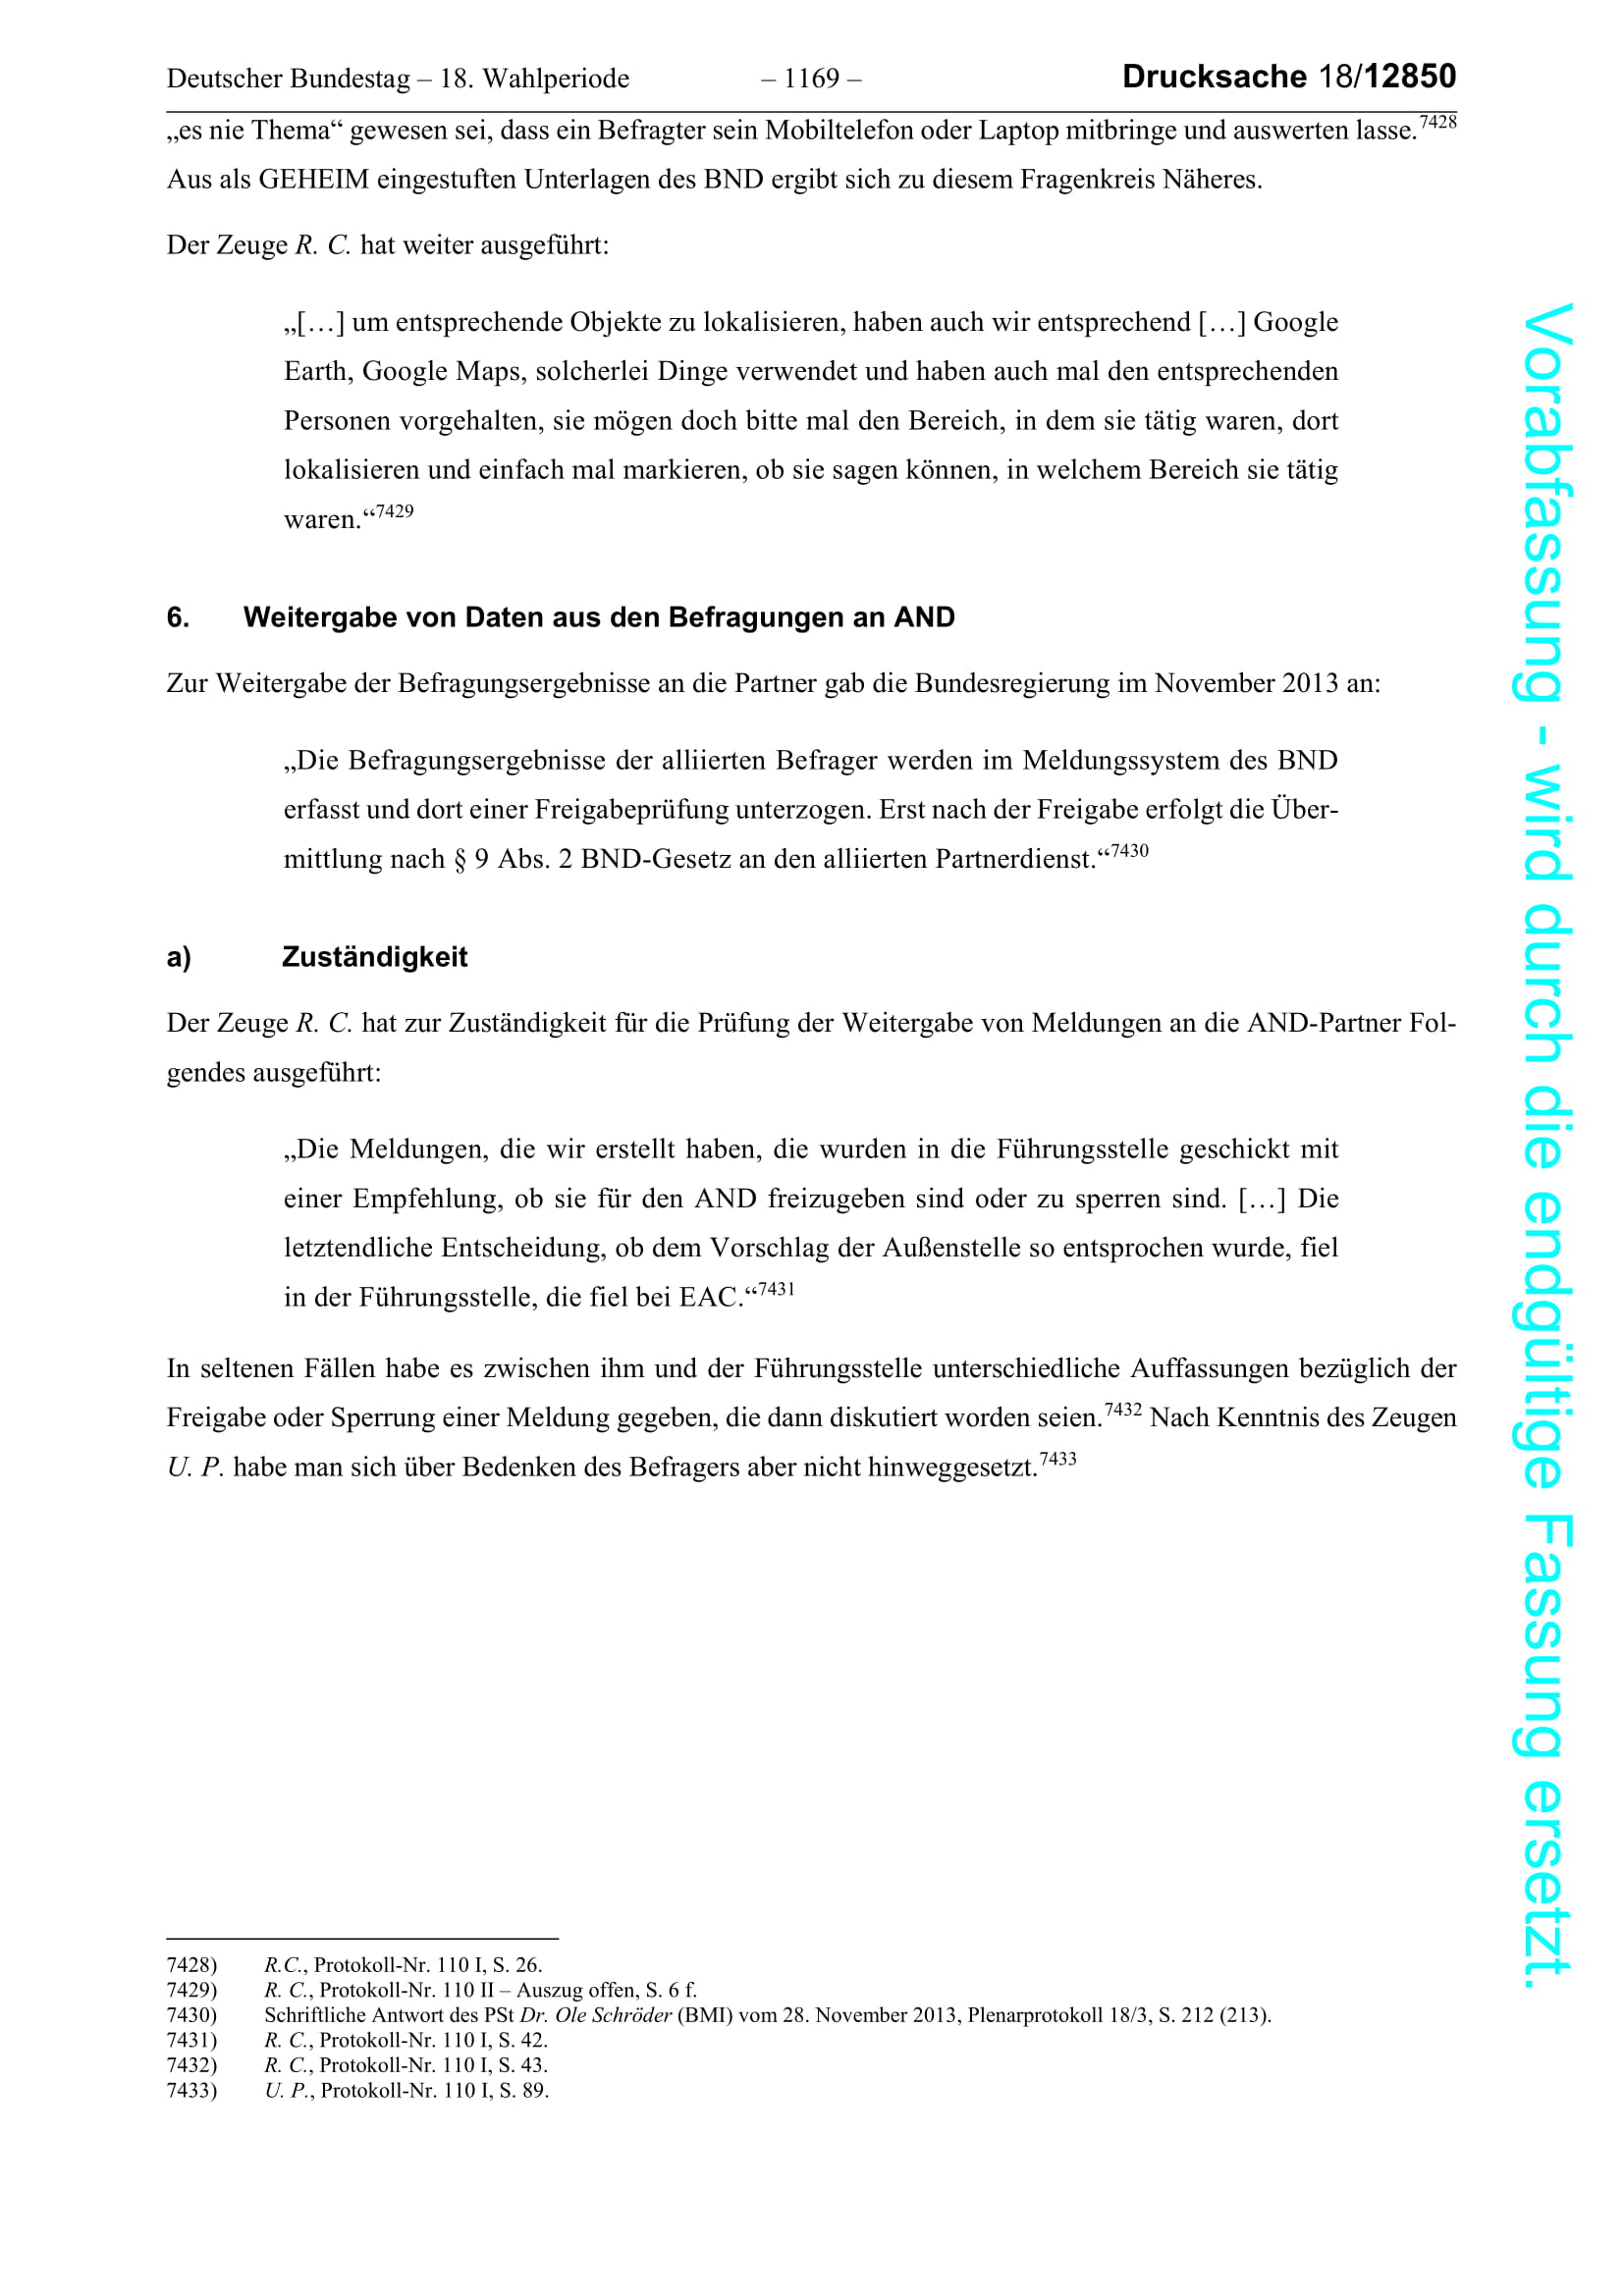 Deutscher Bundestag – 18. Wahlperiode – 1169 – Drucksache 18/12850
„es nie Thema“ gewesen sei, dass ein Befragter sein Mobiltelefon oder Laptop mitbringe und auswerten lasse.7428
Aus als GEHEIM eingestuften Unterlagen des BND ergibt sich zu diesem Fragenkreis Näheres.
Der Zeuge R. C. hat weiter ausgeführt:
„[…] um entsprechende Objekte zu lokalisieren, haben auch wir entsprechend […] Google
Earth, Google Maps, solcherlei Dinge verwendet und haben auch mal den entsprechenden
Personen vorgehalten, sie mögen doch bitte mal den Bereich, in dem sie tätig waren, dort
lokalisieren und einfach mal markieren, ob sie sagen können, in welchem Bereich sie tätig
waren.“7429
6. Weitergabe von Daten aus den Befragungen an AND
Zur Weitergabe der Befragungsergebnisse an die Partner gab die Bundesregierung im November 2013 an:
„Die Befragungsergebnisse der alliierten Befrager werden im Meldungssystem des BND
erfasst und dort einer Freigabeprüfung unterzogen. Erst nach der Freigabe erfolgt die Über-
mittlung nach § 9 Abs. 2 BND-Gesetz an den alliierten Partnerdienst.“7430
a) Zuständigkeit
Der Zeuge R. C. hat zur Zuständigkeit für die Prüfung der Weitergabe von Meldungen an die AND-Partner Fol-
gendes ausgeführt:
„Die Meldungen, die wir erstellt haben, die wurden in die Führungsstelle geschickt mit
einer Empfehlung, ob sie für den AND freizugeben sind oder zu sperren sind. […] Die
letztendliche Entscheidung, ob dem Vorschlag der Außenstelle so entsprochen wurde, fiel
in der Führungsstelle, die fiel bei EAC.“7431
In seltenen Fällen habe es zwischen ihm und der Führungsstelle unterschiedliche Auffassungen bezüglich der
Freigabe oder Sperrung einer Meldung gegeben, die dann diskutiert worden seien.7432 Nach Kenntnis des Zeugen
U. P. habe man sich über Bedenken des Befragers aber nicht hinweggesetzt.7433
7428) R.C., Protokoll-Nr. 110 I, S. 26.
7429) R. C., Protokoll-Nr. 110 II – Auszug offen, S. 6 f.
7430) Schriftliche Antwort des PSt Dr. Ole Schröder (BMI) vom 28. November 2013, Plenarprotokoll 18/3, S. 212 (213).
7431) R. C., Protokoll-Nr. 110 I, S. 42.
7432) R. C., Protokoll-Nr. 110 I, S. 43.
7433) U. P., Protokoll-Nr. 110 I, S. 89.
Vorabfassung - wird durch die endgültige Fassung ersetzt.